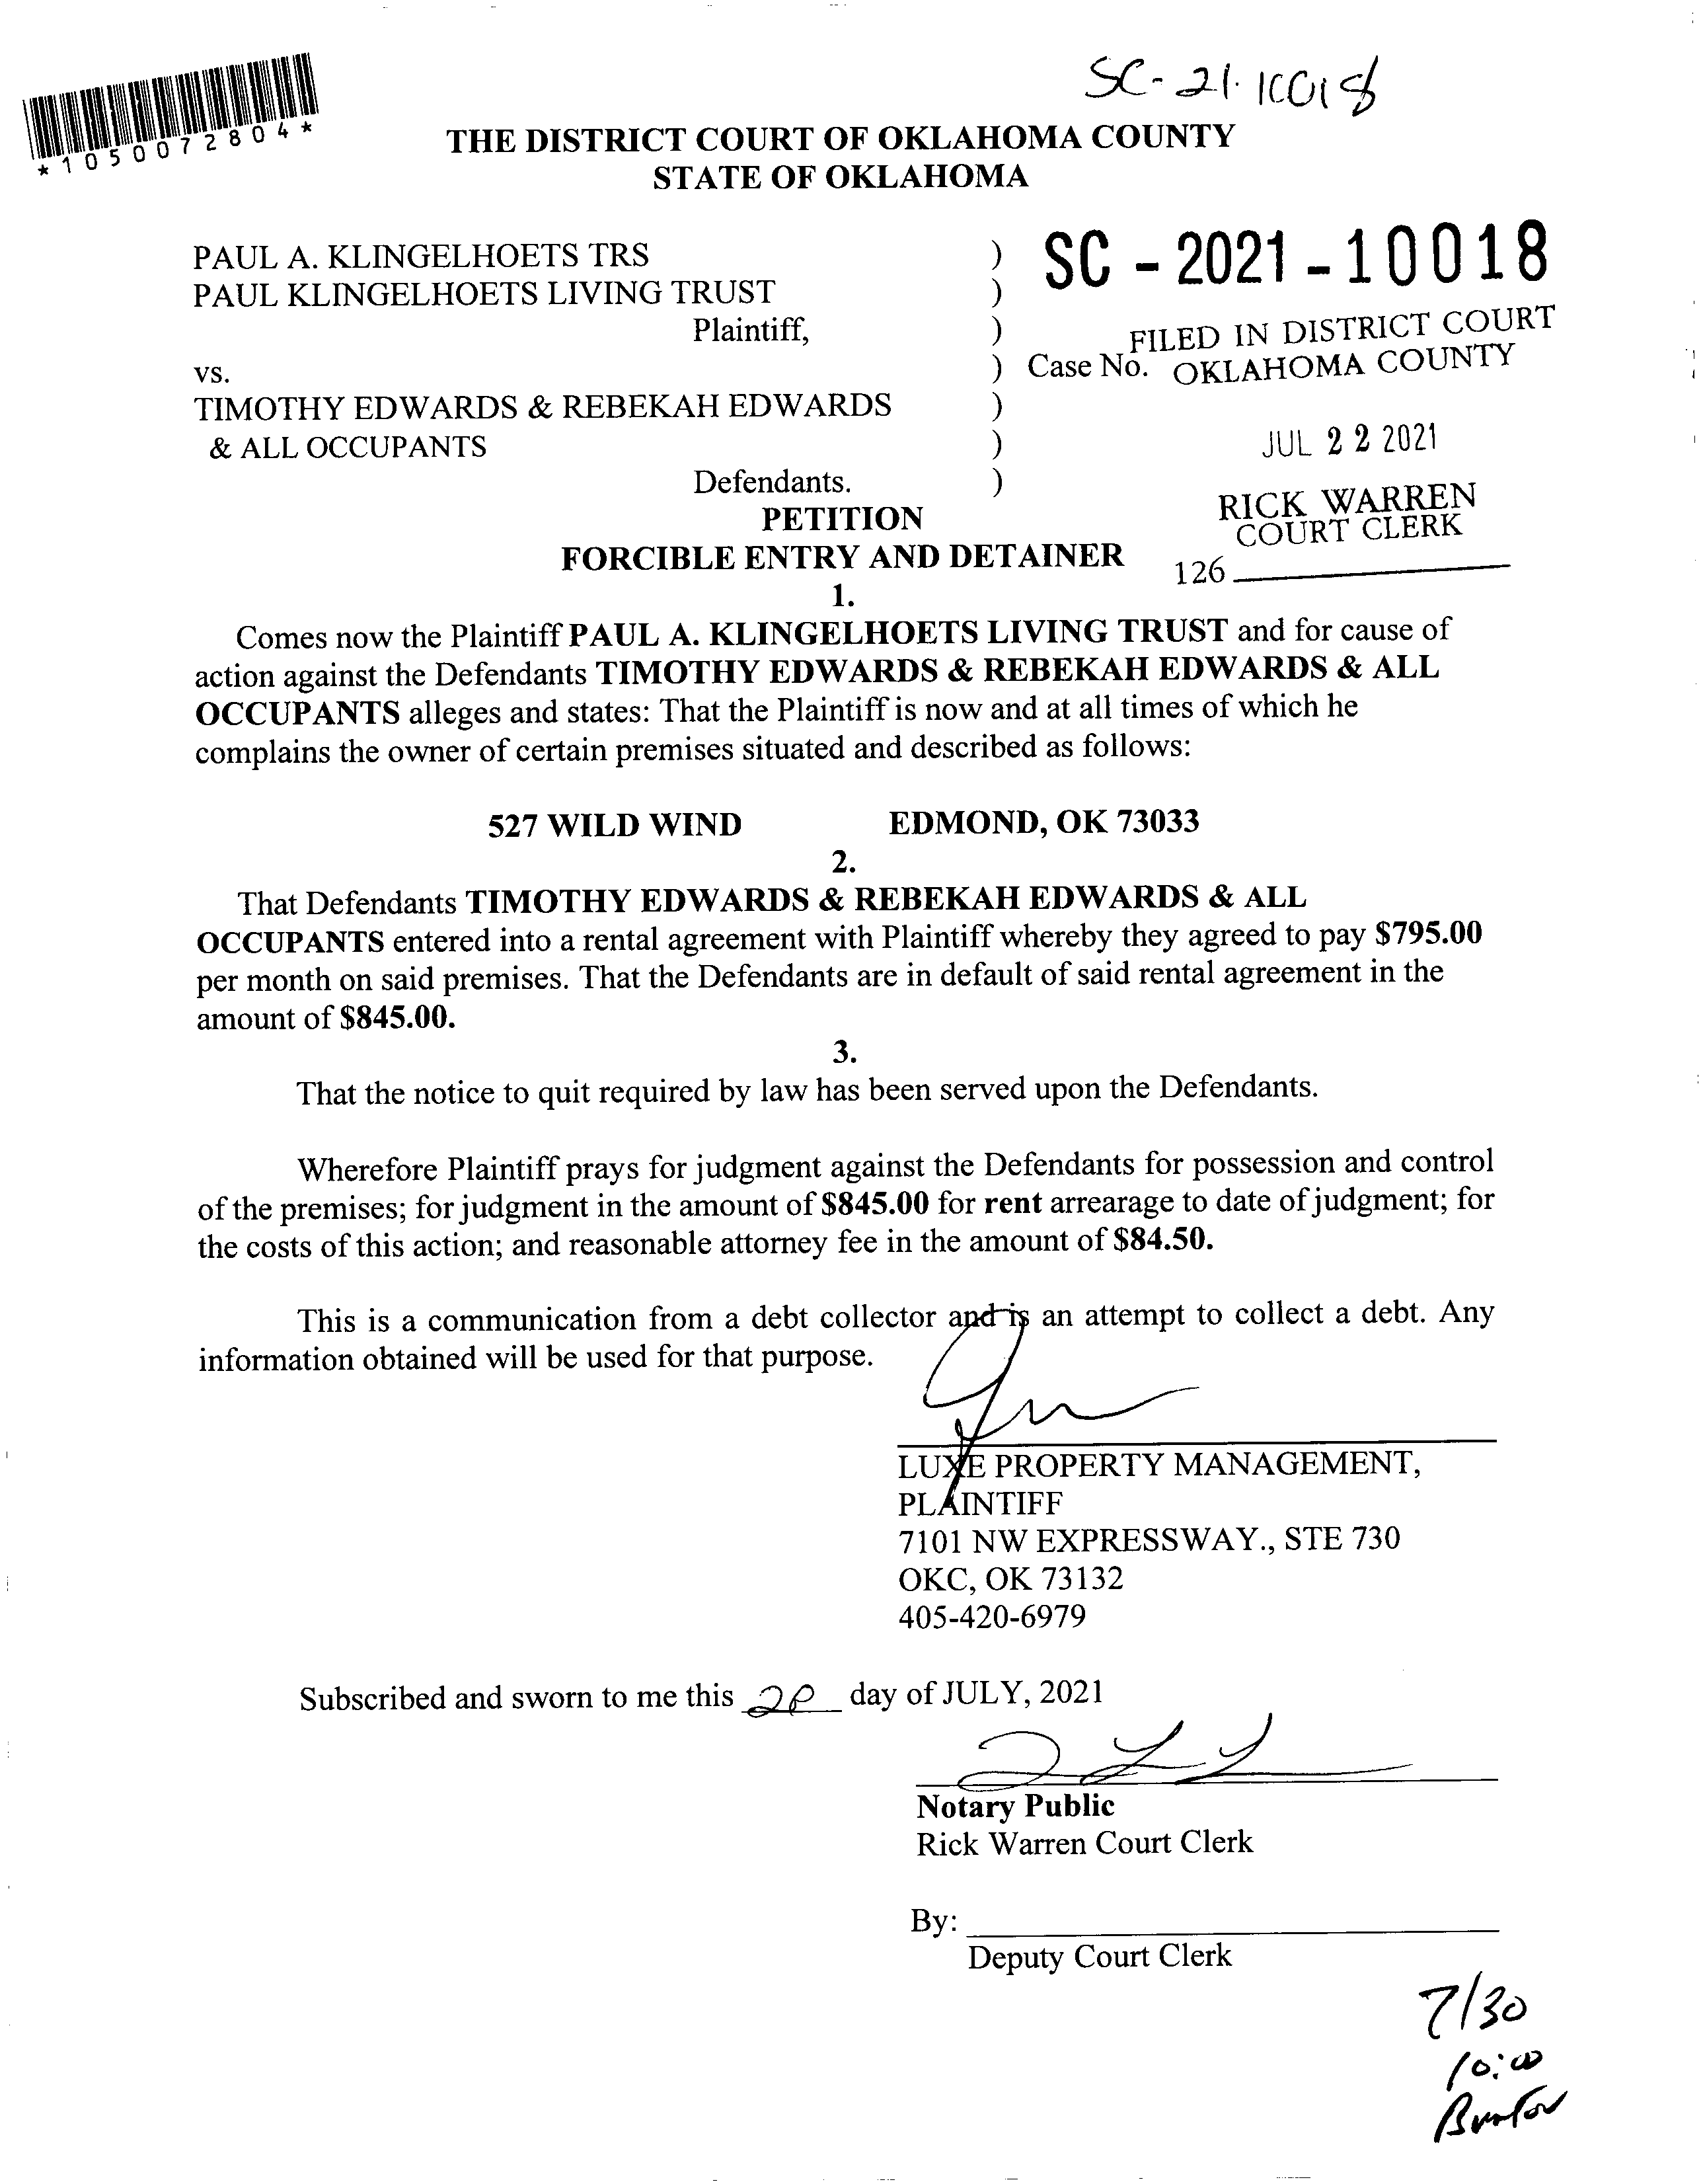 SC-21-10018
*1050072804*
THE DISTRICT COURT OF OKLAHOMA COUNTY
STATE OF OKLAHOMA
PAUL A. KLINGELHOETS TRS )
PAUL KLINGELHOETS LIVING TRUST )
Plaintiff, )
vs. ) Case No.
TIMOTHY EDWARDS & REBEKAH EDWARDS )
& ALL OCCUPANTS )
Defendants. )
SC - 2021 - 10018
FILED IN DISTRICT COURT
OKLAHOMA COUNTY
JUL 22 2021
RICK WARREN
COURT CLERK
126
PETITION
FORCIBLE ENTRY AND DETAINER
1.
Comes now the Plaintiff PAUL A. KLINGELHOETS LIVING TRUST and for cause of
action against the Defendants TIMOTHY EDWARDS & REBEKAH EDWARDS & ALL
OCCUPANTS alleges and states: That the Plaintiff is now and at all times of which he
complains the owner of certain premises situated and described as follows:
527 WILD WIND EDMOND, OK 73033
2.
That Defendants TIMOTHY EDWARDS & REBEKAH EDWARDS & ALL
OCCUPANTS entered into a rental agreement with Plaintiff whereby they agreed to pay $795.00
per month on said premises. That the Defendants are in default of said rental agreement in the
amount of $845.00.
3.
That the notice to quit required by law has been served upon the Defendants.
Wherefore Plaintiff prays for judgment against the Defendants for possession and control
of the premises; for judgment in the amount of $845.00 for rent arrearage to date of judgment; for
the costs of this action; and reasonable attorney fee in the amount of $84.50.
This is a communication from a debt collector and is an attempt to collect a debt. Any
information obtained will be used for that purpose.
LUXE PROPERTY MANAGEMENT,
PLAINTIFF
7101 NW EXPRESSWAY., STE 730
OKC, OK 73132
405-420-6979
Subscribed and sworn to me this day of JULY, 2021
Notary Public
Rick Warren Court Clerk
By:
Deputy Court Clerk
7/30
10:00